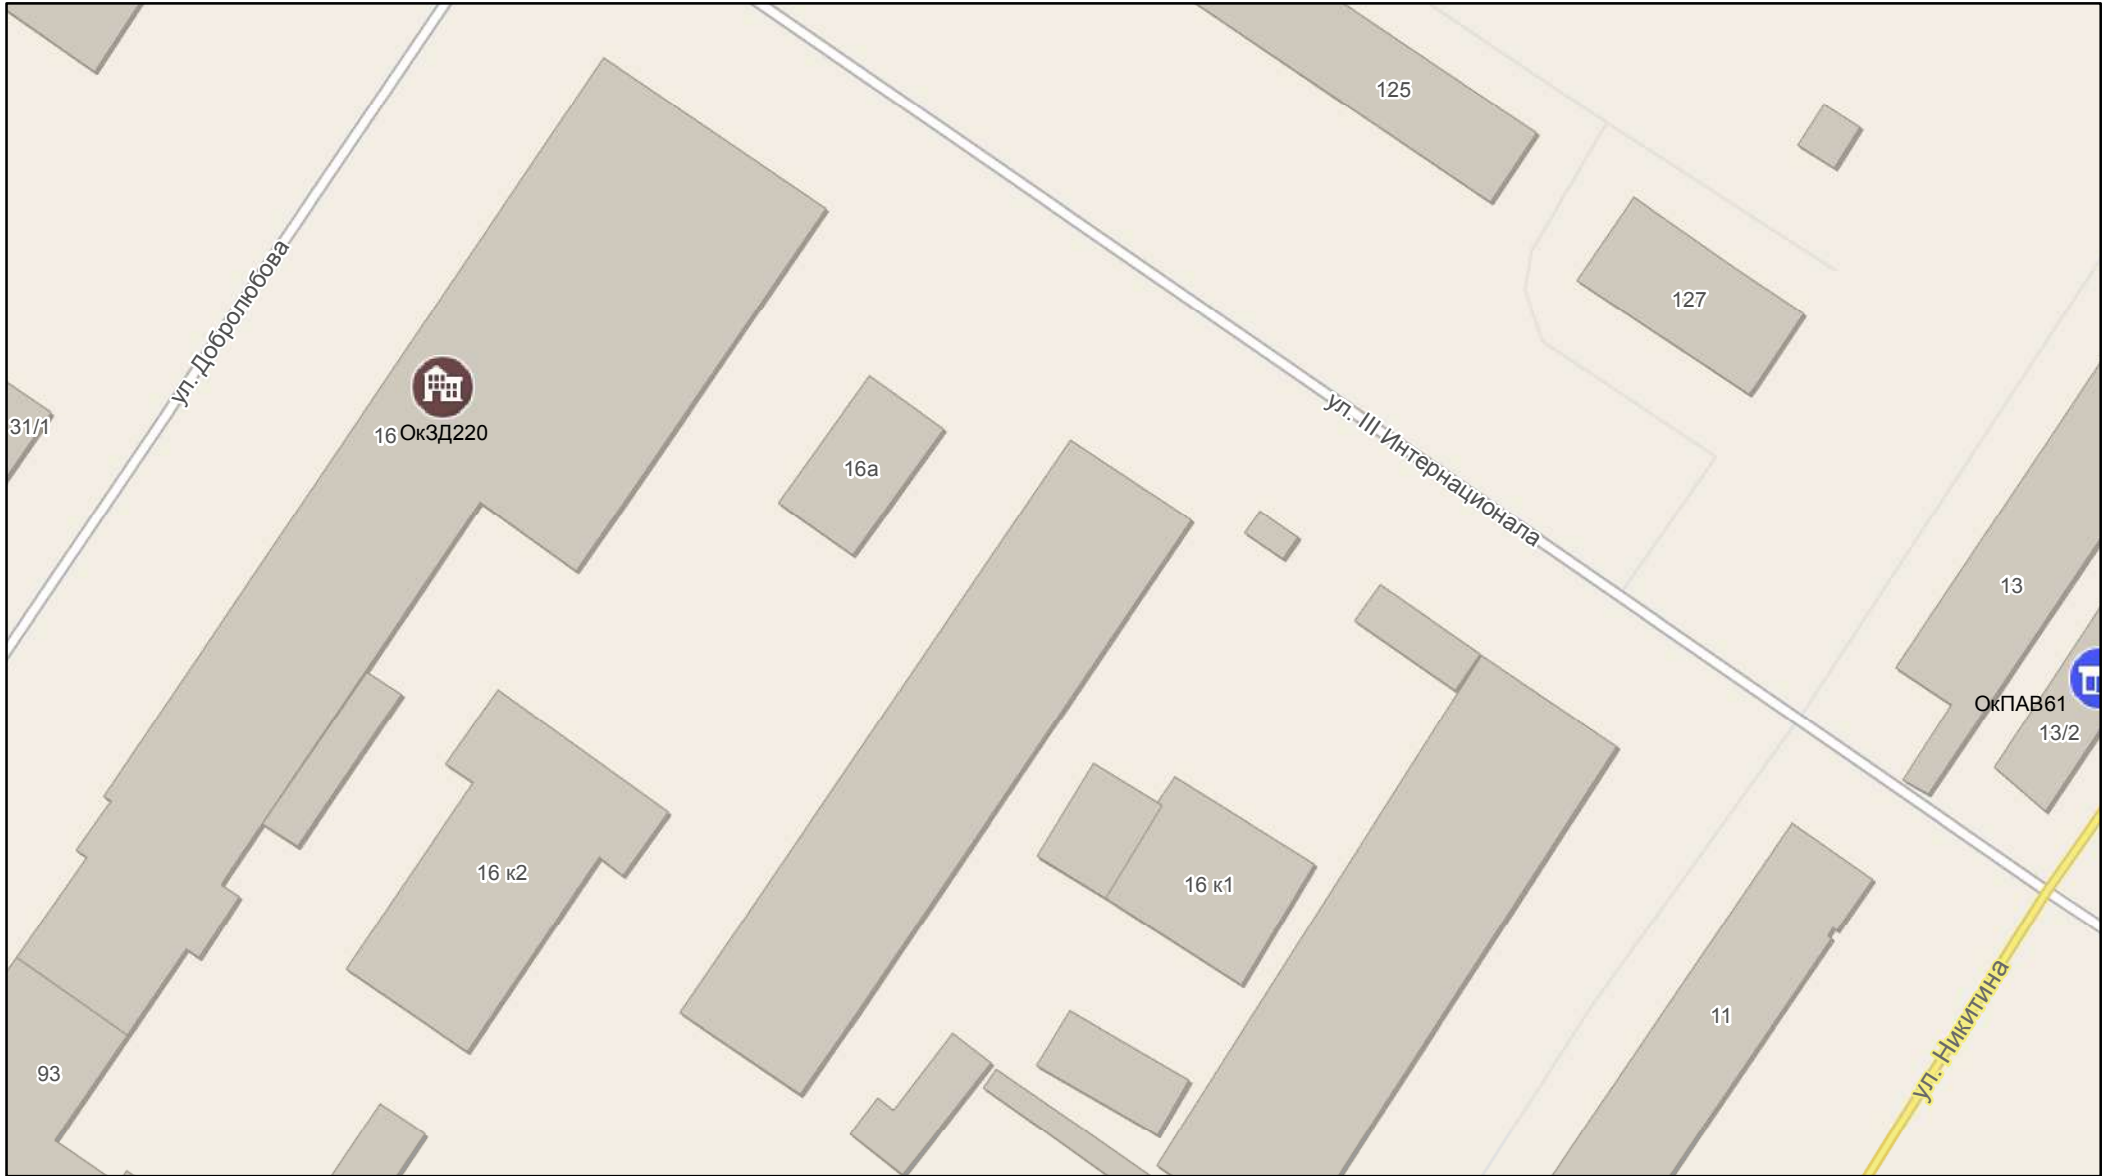 125
127
ул. Добролюбова
31/1
16
ОкЗД220
16а
ул. III Интернационала
13
ОкПАВ61
13/2
16 к2
16 к1
11
ул. Никитина
93